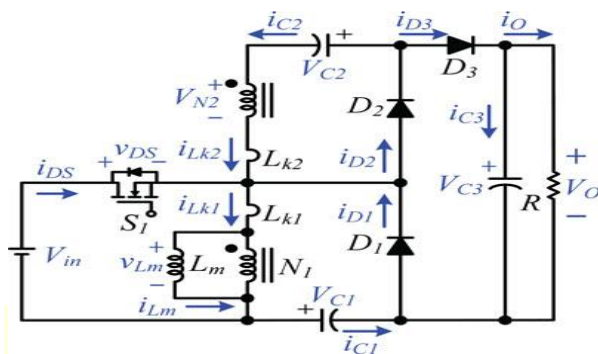 i_C2 i_D3 i_O
+ V_C2 D_3
+ V_N2 −
D_2
i_C3
i_DS + v_DS − i_Lk2 L_k2 i_D2
S_1 i_Lk1 L_k1 i_D1
+ V_C3 R + V_O −
V_in + v_Lm − L_m N_1 D_1
i_Lm + V_C1
i_C1